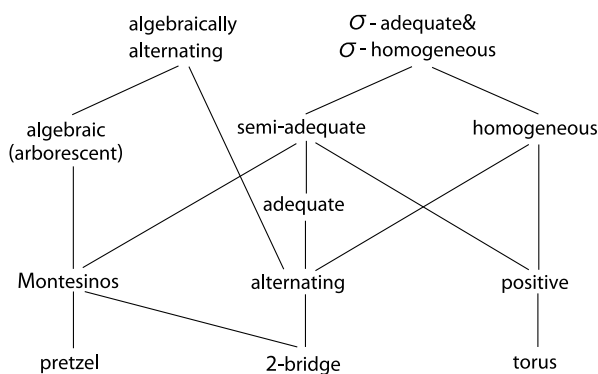 algebraically
alternating
σ-adequate&
σ-homogeneous
algebraic
(arborescent)
semi-adequate
homogeneous
adequate
Montesinos
alternating
positive
pretzel
2-bridge
torus